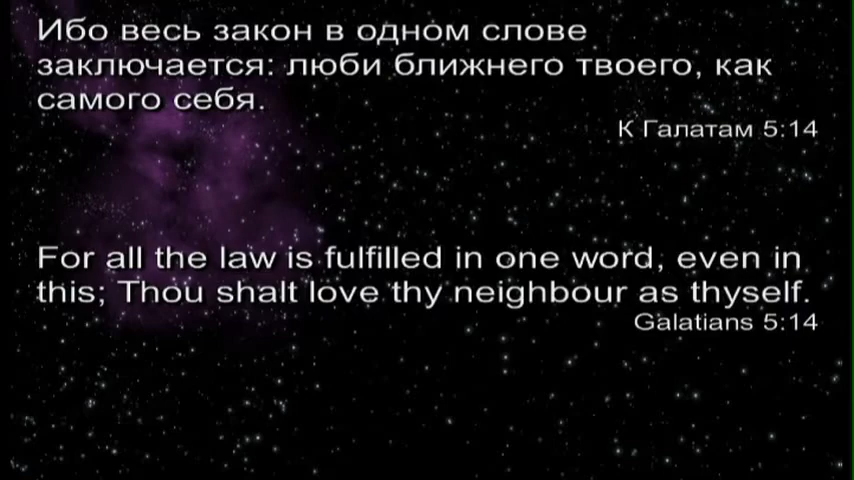 Ибо весь закон в одном слове
заключается: люби ближнего твоего, как
самого себя.
К Галатам 5:14
For all the law is fulfilled in one word, even in
this; Thou shalt love thy neighbour as thyself.
Galatians 5:14